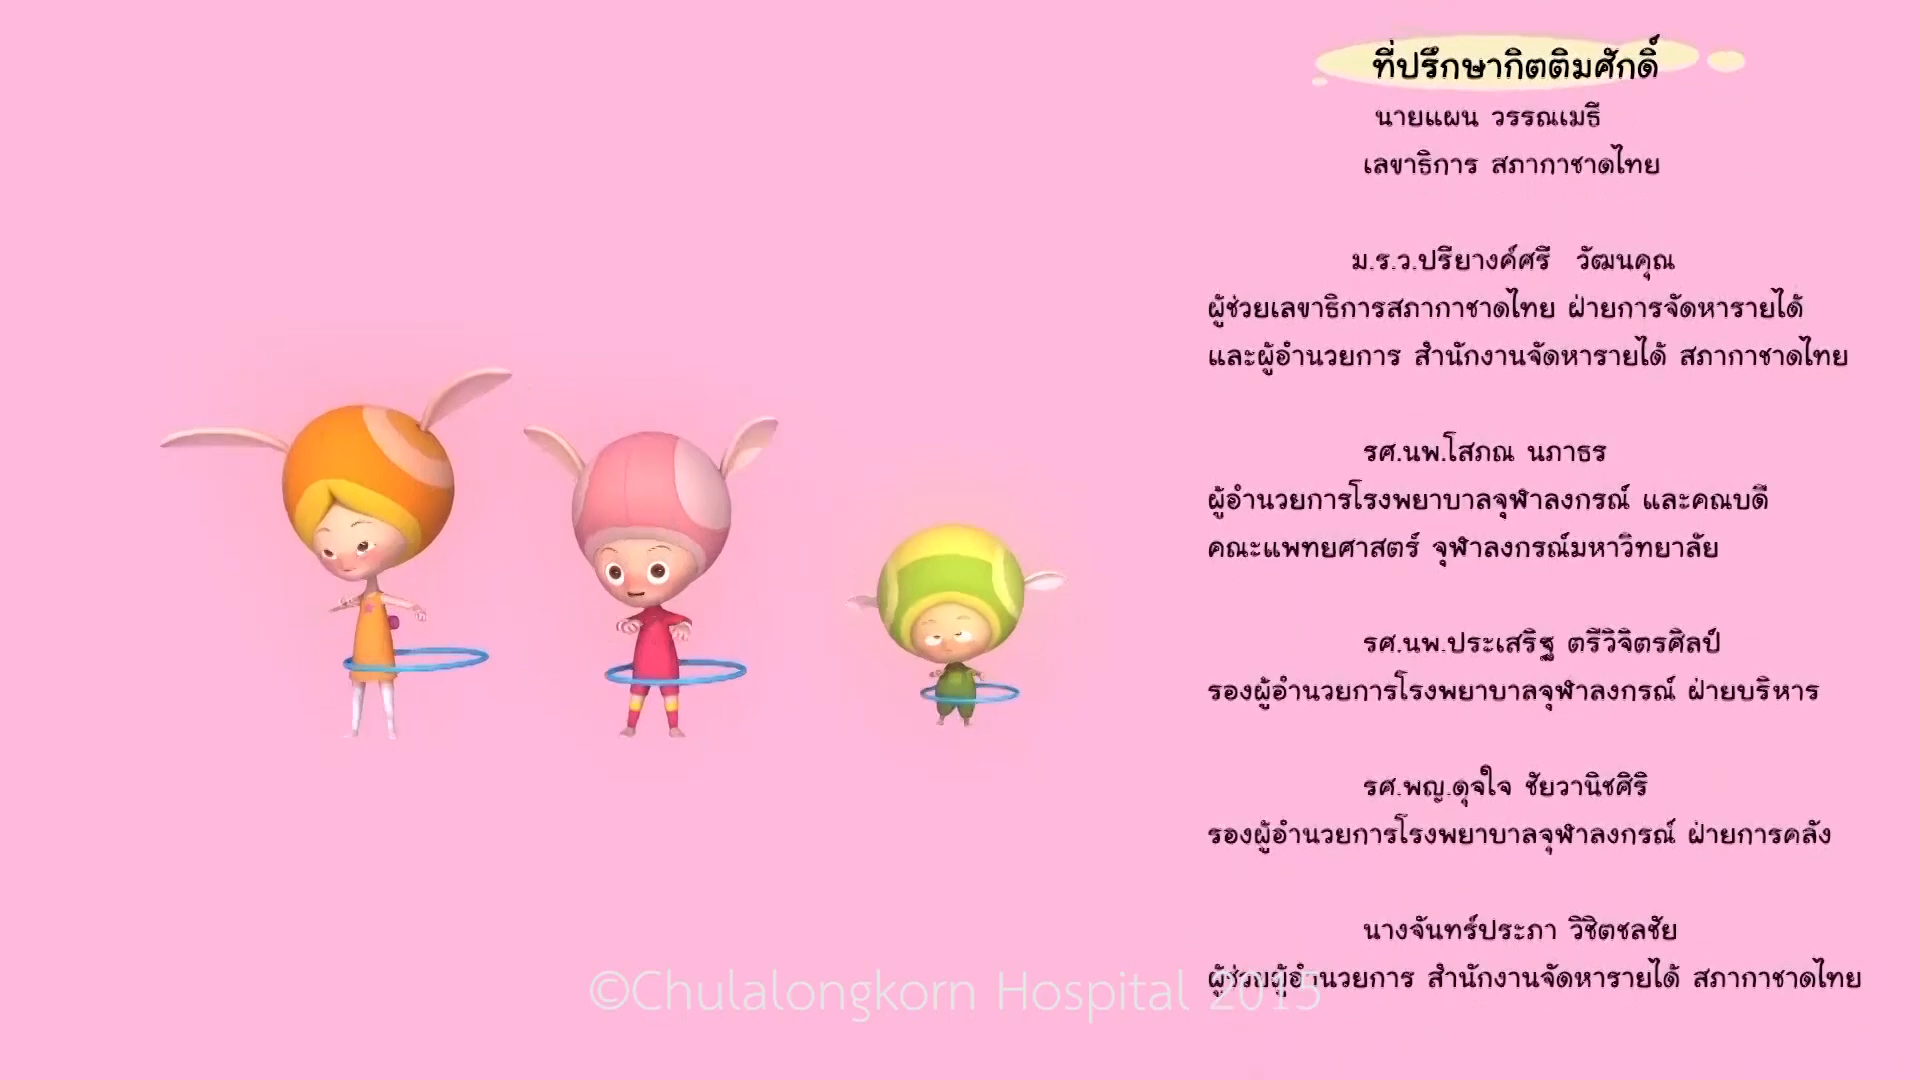 ที่ปรึกษากิตติมศักดิ์
นายแผน วรรณเมธี
เลขาธิการ สภากาชาดไทย
ม.ร.ว.ปรียางค์ศรี วัฒนคุณ
ผู้ช่วยเลขาธิการสภากาชาดไทย ฝ่ายการจัดหารายได้
และผู้อำนวยการ สำนักงานจัดหารายได้ สภากาชาดไทย
รศ.นพ.โสภณ นภาธร
ผู้อำนวยการโรงพยาบาลจุฬาลงกรณ์ และคณบดี
คณะแพทยศาสตร์ จุฬาลงกรณ์มหาวิทยาลัย
รศ.นพ.ประเสริฐ ตรีวิจิตรศิลป์
รองผู้อำนวยการโรงพยาบาลจุฬาลงกรณ์ ฝ่ายบริหาร
รศ.พญ.ดุจใจ ชัยวานิชศิริ
รองผู้อำนวยการโรงพยาบาลจุฬาลงกรณ์ ฝ่ายการคลัง
นางจันทร์ประภา วิชิตชลชัย
ผู้ช่วยผู้อำนวยการ สำนักงานจัดหารายได้ สภากาชาดไทย
©Chulalongkorn Hospital 2015